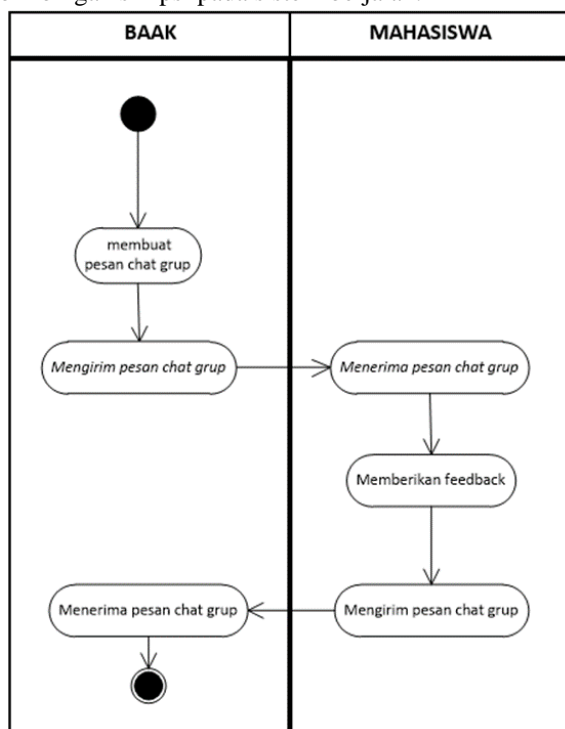 BAAK
MAHASISWA
membuat
pesan chat grup
Mengirim pesan chat grup
Menerima pesan chat grup
Memberikan feedback
Menerima pesan chat grup
Mengirim pesan chat grup